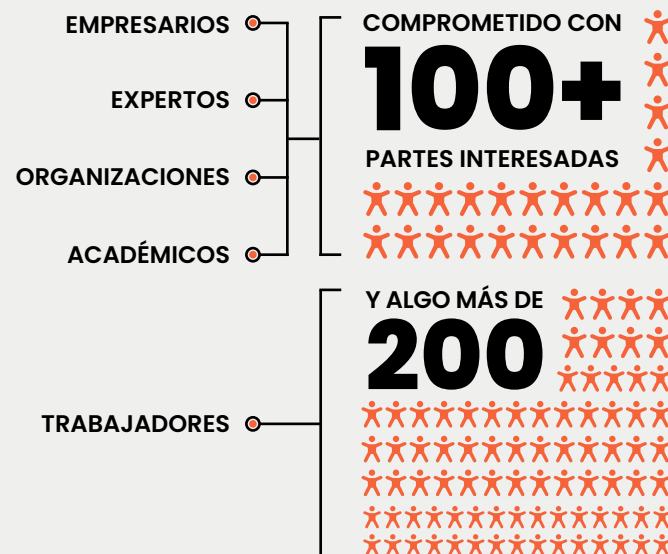 EMPRESARIOS
EXPERTOS
ORGANIZACIONES
ACADÉMICOS
COMPROMETIDO CON
100+
PARTES INTERESADAS
TRABAJADORES
Y ALGO MÁS DE
200